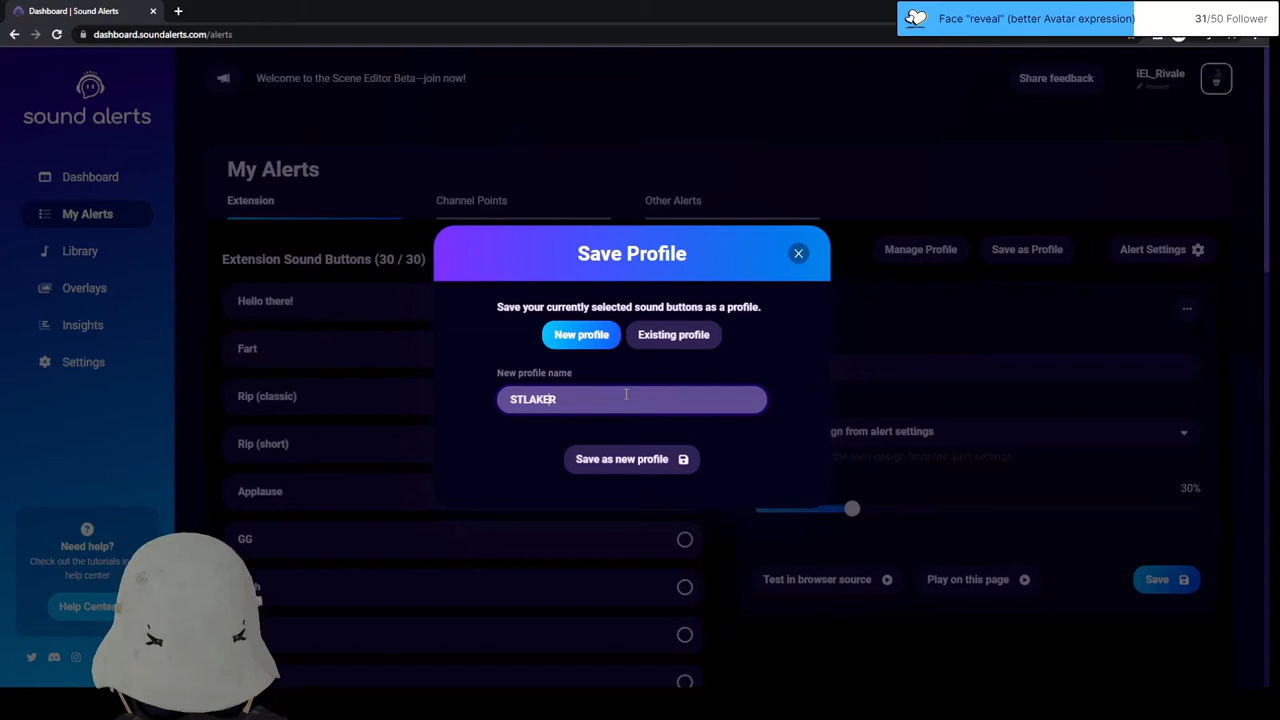 Dashboard | Sound Alerts
dashboard.soundalerts.com/alerts
Face "reveal" (better Avatar expression)
31/50 Follower
sound alerts
Welcome to the Scene Editor Beta—join now!
Share feedback
iEL_Rivale
Account
Dashboard
My Alerts
Library
Overlays
Insights
Settings
My Alerts
Extension
Channel Points
Other Alerts
Manage Profile
Save as Profile
Alert Settings
Extension Sound Buttons (30 / 30)
Hello there!
Fart
Rip (classic)
Rip (short)
Applause
GG
Save Profile
Save your currently selected sound buttons as a profile.
New profile
Existing profile
New profile name
STLAKER
Save as new profile
gn from alert settings
the alert design from my alert settings
30%
Test in browser source
Play on this page
Save
Need help?
Check out the tutorials in
help center
Help Center